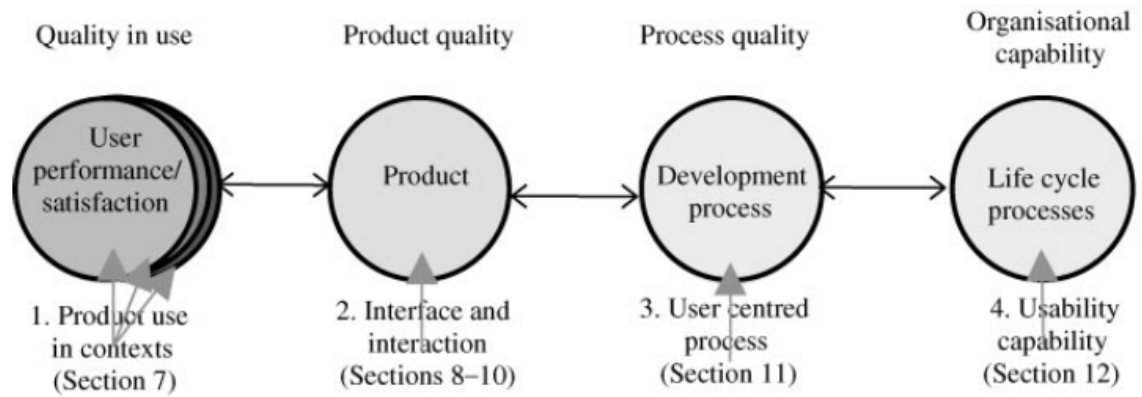 Quality in use
Product quality
Process quality
Organisational
capability
User
performance/
satisfaction
Product
Development
process
Life cycle
processes
1. Product use
in contexts
(Section 7)
2. Interface and
interaction
(Sections 8–10)
3. User centred
process
(Section 11)
4. Usability
capability
(Section 12)